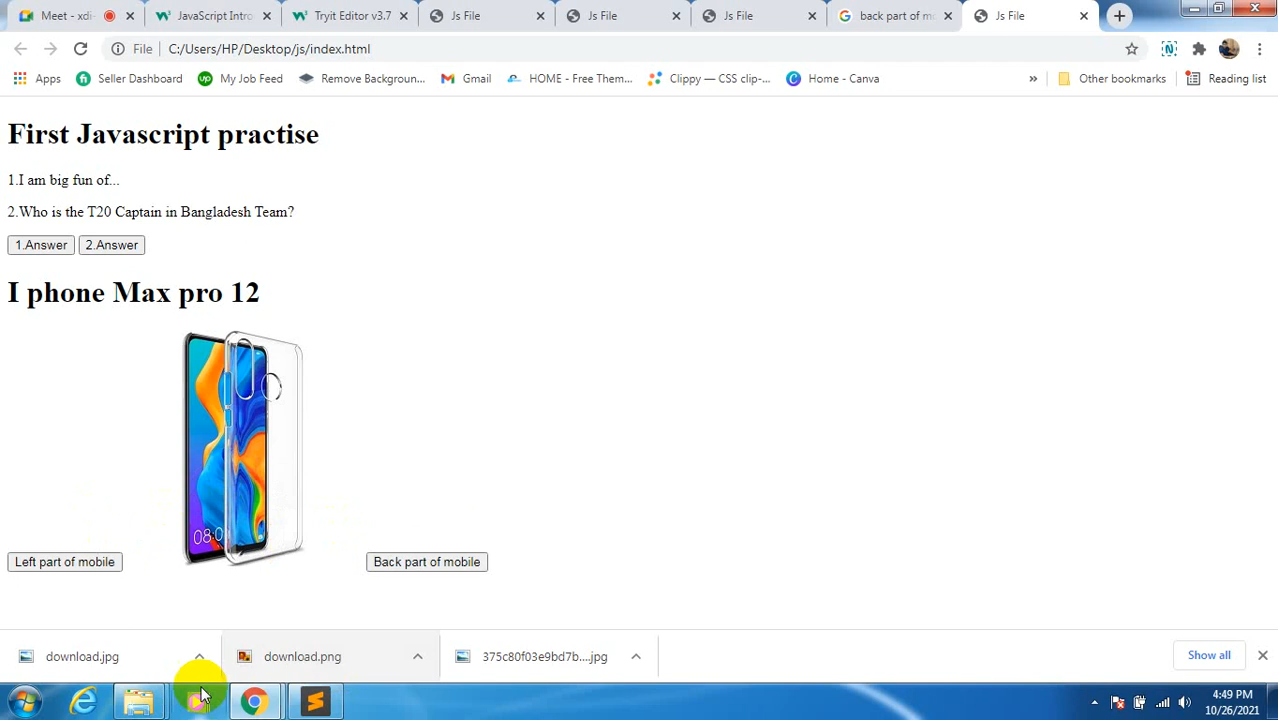 Meet - xdi-
JavaScript Intro
Tryit Editor v3.7
Js File
Js File
Js File
back part of mo
Js File
File
C:/Users/HP/Desktop/js/index.html
Apps
Seller Dashboard
My Job Feed
Remove Backgroun...
Gmail
HOME - Free Them...
Clippy — CSS clip-...
Home - Canva
»
Other bookmarks
Reading list
First Javascript practise
1.I am big fun of...
2.Who is the T20 Captain in Bangladesh Team?
1.Answer
2.Answer
I phone Max pro 12
Left part of mobile
Back part of mobile
download.jpg
download.png
375c80f03e9bd7b....jpg
Show all
4:49 PM
10/26/2021